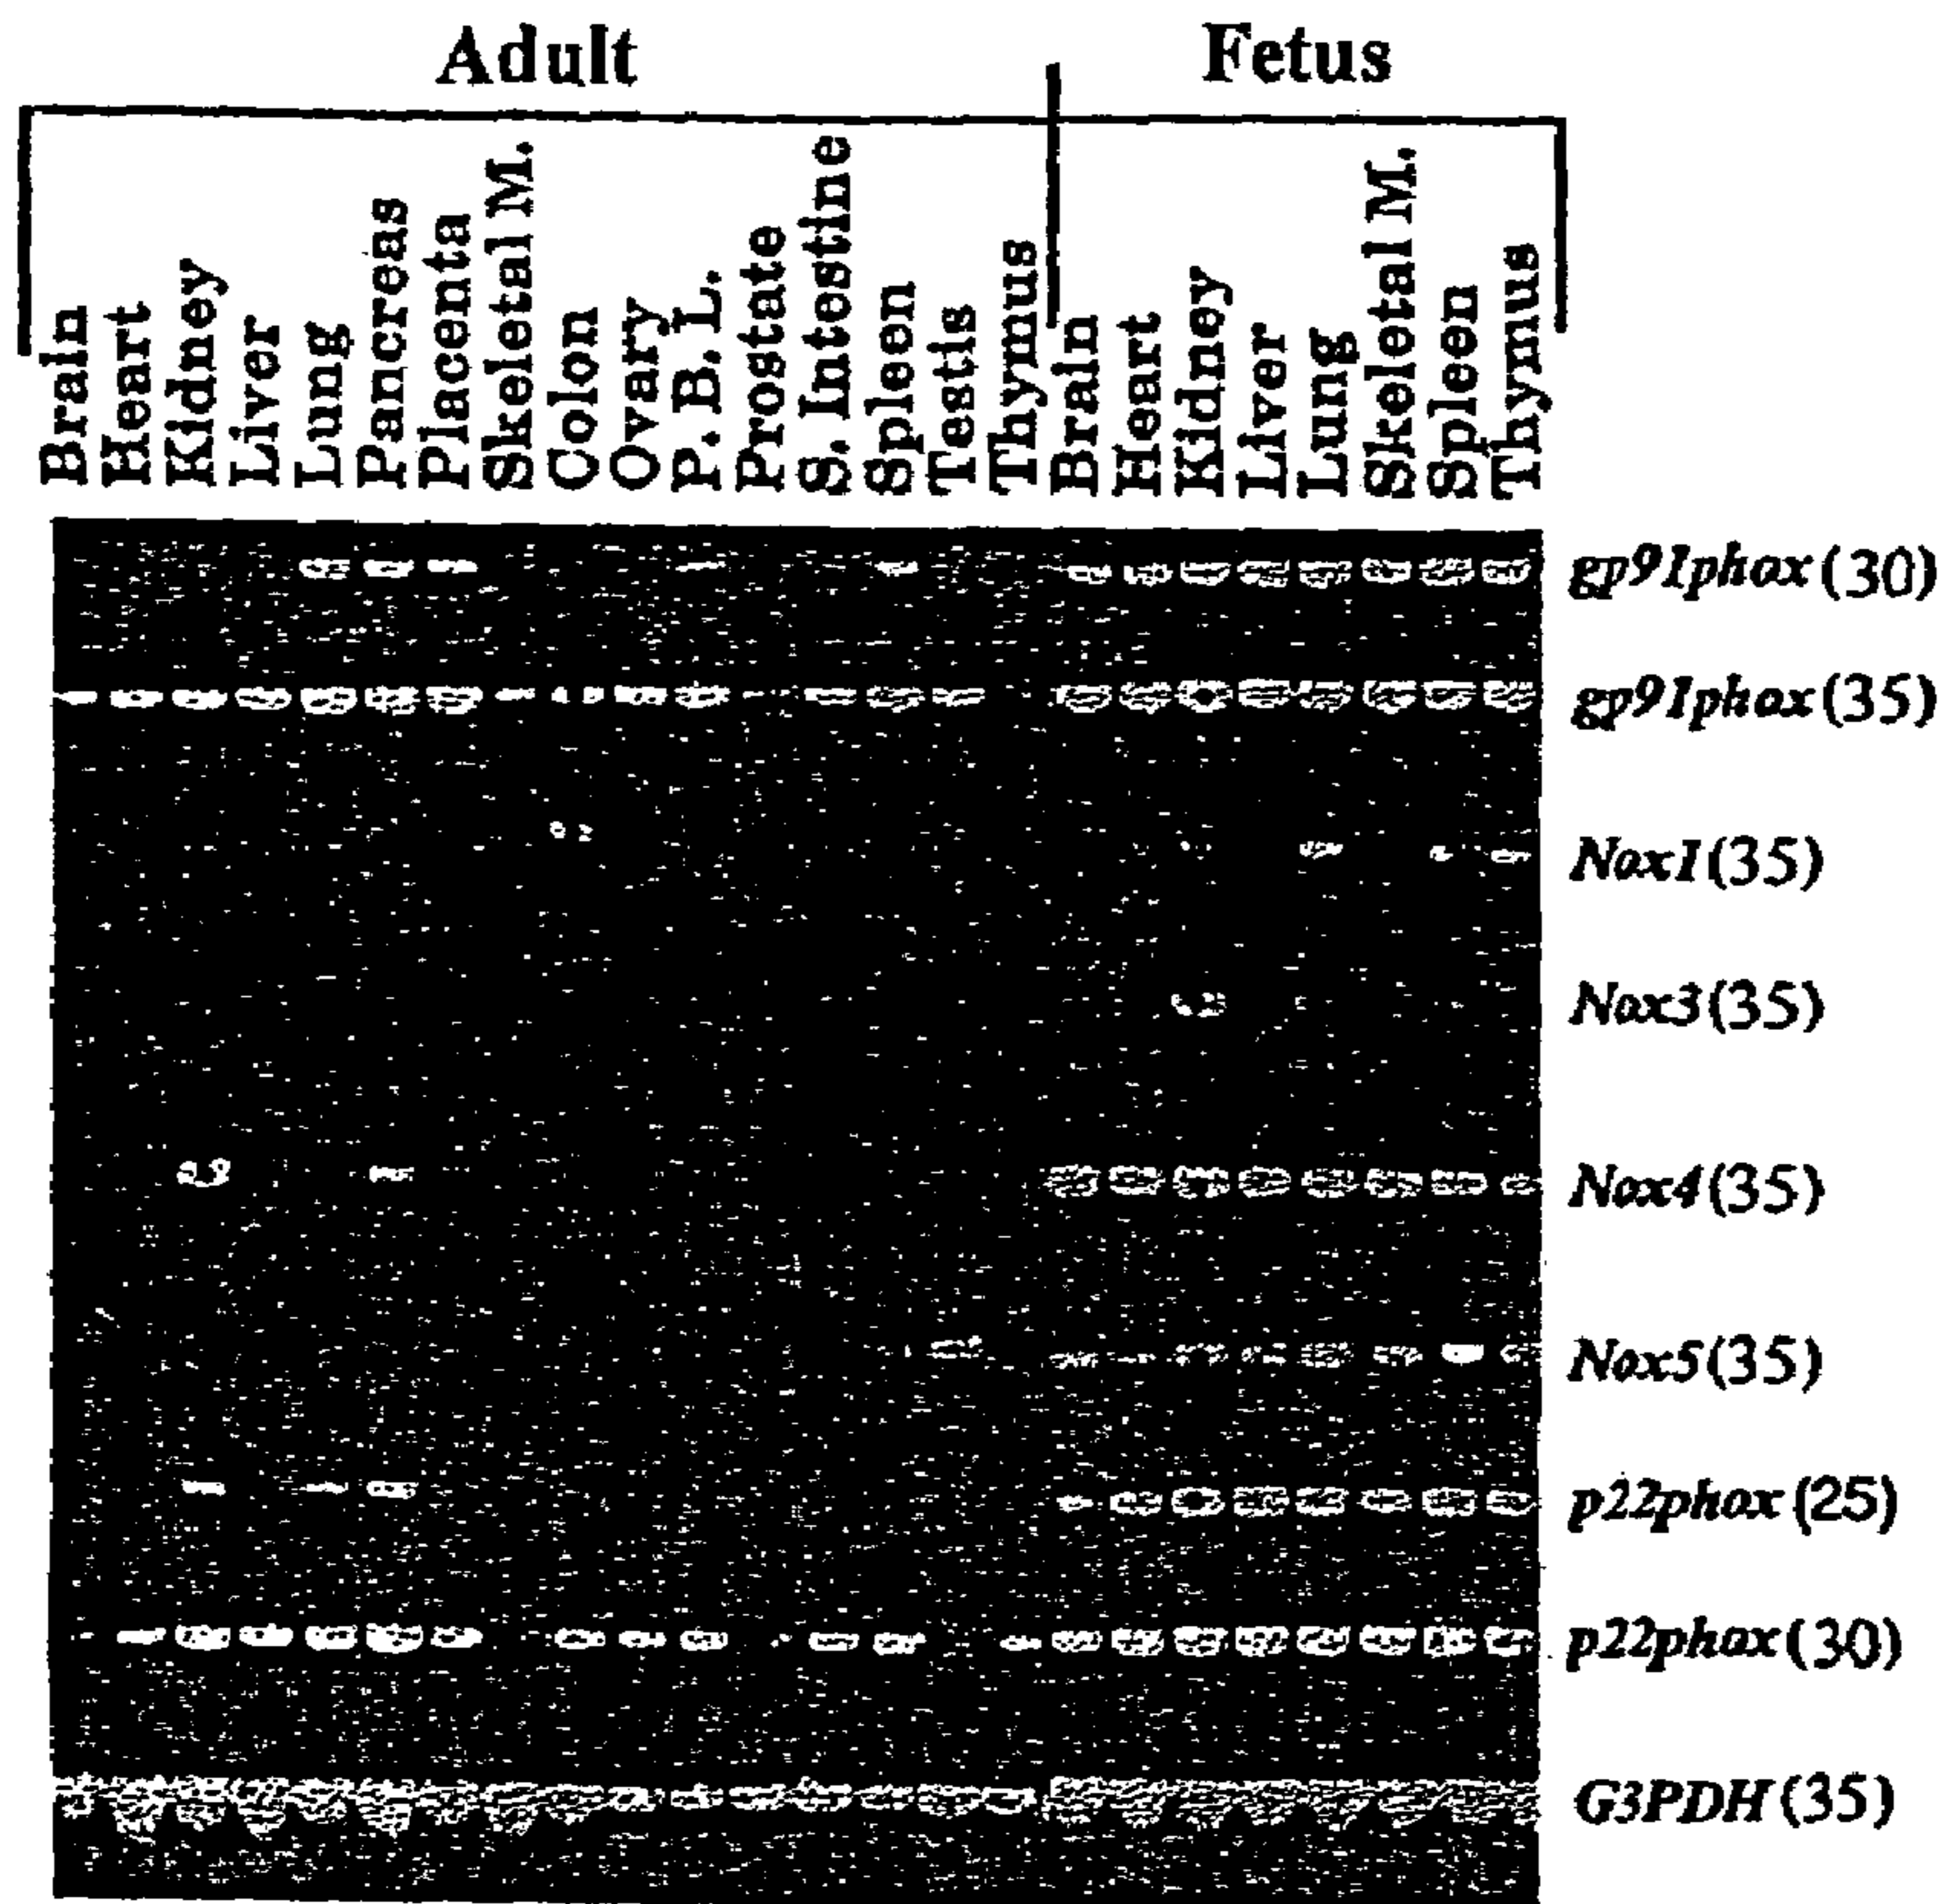 Adult Fetus
Brain
Heart
Kidney
Liver
Lung
Pancreas
Placenta
Skeletal M.
Colon
Ovary
P. B. L.
Prostate
S. Intestine
Spleen
Testis
Thymus
Brain
Heart
Kidney
Liver
Lung
Skeletal M.
Spleen
Thymus
gp91phox (30)
gp91phox (35)
Nox1 (35)
Nox3 (35)
Nox4 (35)
Nox5 (35)
p22phox (25)
p22phox (30)
G3PDH (35)